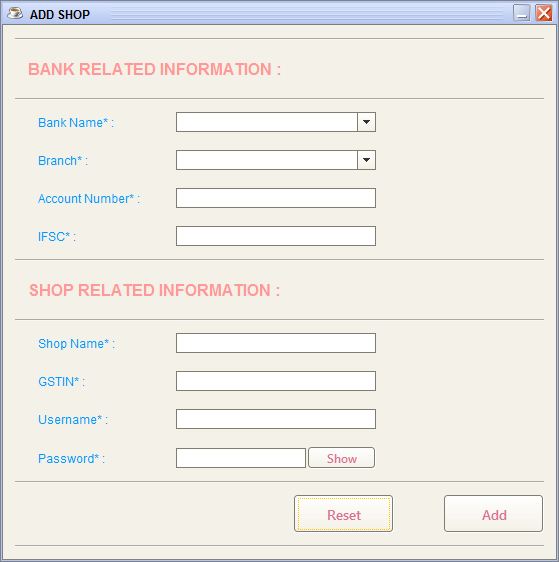 ADD SHOP
BANK RELATED INFORMATION :
Bank Name* :
Branch* :
Account Number* :
IFSC* :
SHOP RELATED INFORMATION :
Shop Name* :
GSTIN* :
Username* :
Password* : Show
Reset Add